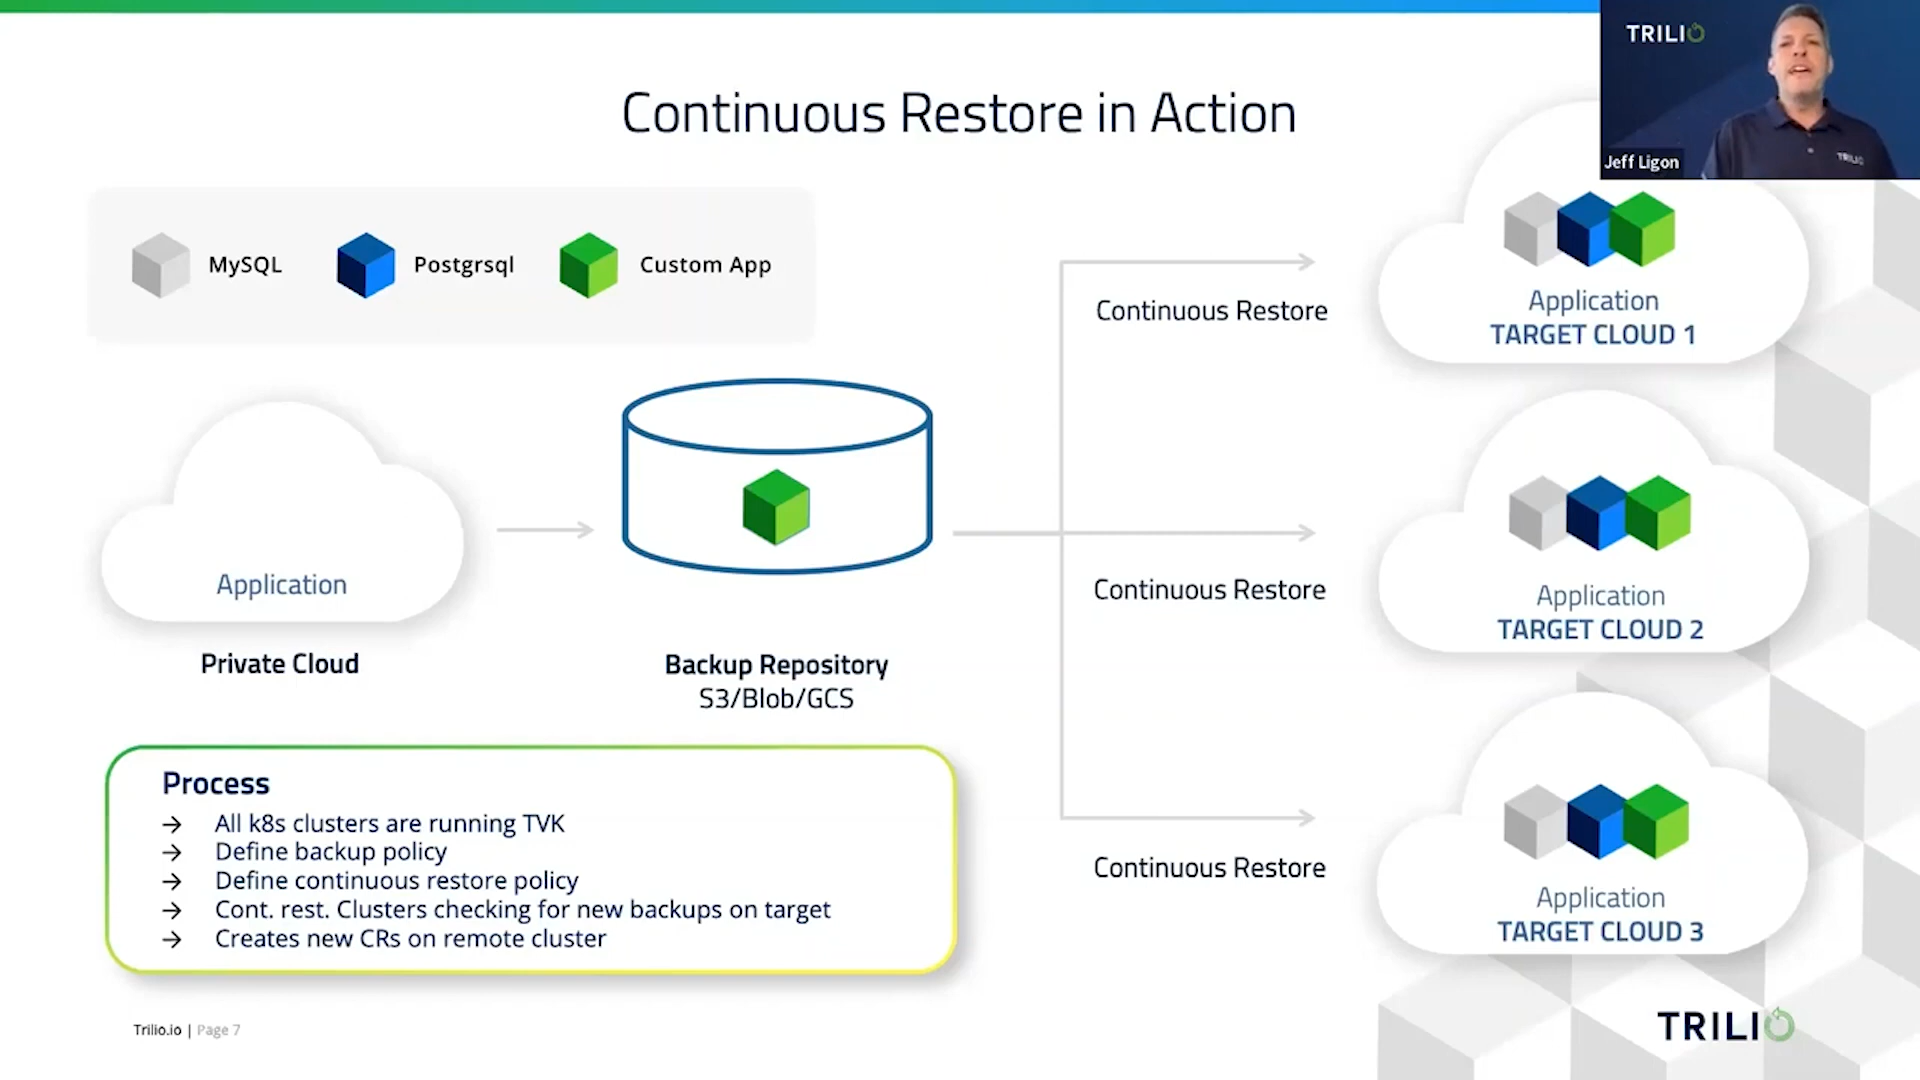 Continuous Restore in Action
TRILIO
TRILIO
Jeff Ligon
MySQL
Postgrsql
Custom App
Application
Private Cloud
Backup Repository
S3/Blob/GCS
Continuous Restore
Continuous Restore
Continuous Restore
Application
TARGET CLOUD 1
Application
TARGET CLOUD 2
Application
TARGET CLOUD 3
Process
→ All k8s clusters are running TVK
→ Define backup policy
→ Define continuous restore policy
→ Cont. rest. Clusters checking for new backups on target
→ Creates new CRs on remote cluster
Trilio.io | Page 7
TRILIO